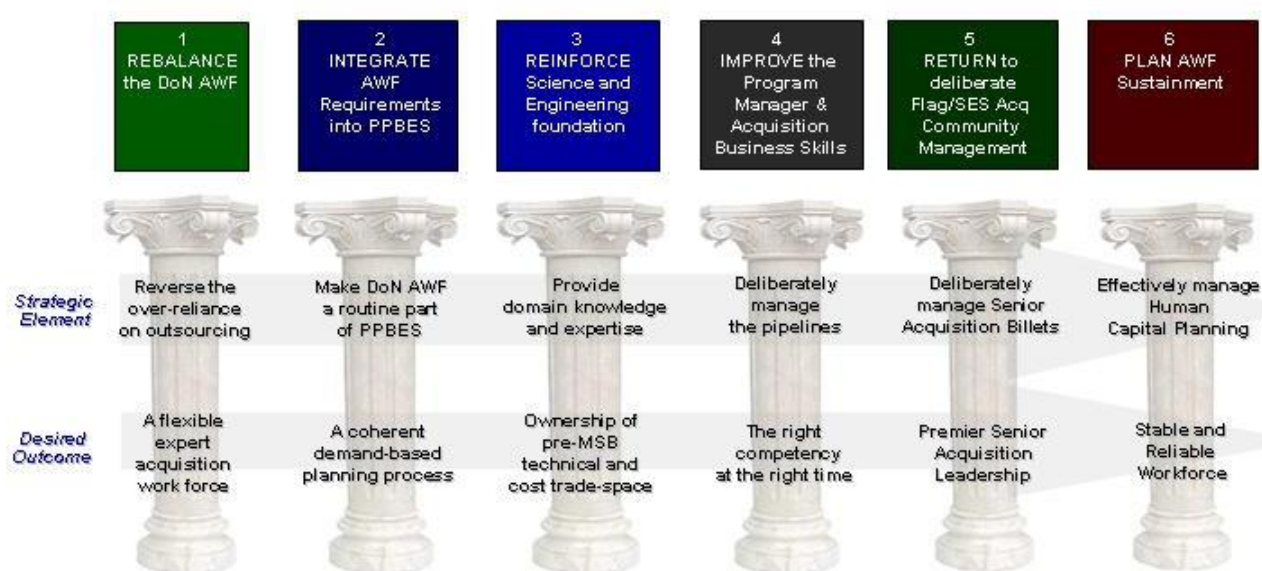 1
REBALANCE
the DoN AWF
2
INTEGRATE
AWF
Requirements
into PPBES
3
REINFORCE
Science and
Engineering
foundation
4
IMPROVE the
Program
Manager &
Acquisition
Business Skills
5
RETURN to
deliberate
Flag/SES Acq
Community
Management
6
PLAN AWF
Sustainment
Strategic
Element
Reverse the
over-reliance
on outsourcing
Make DoN AWF
a routine part
of PPBES
Provide
domain knowledge
and expertise
Deliberately
manage
the pipelines
Deliberately
manage Senior
Acquisition Billets
Effectively manage
Human
Capital Planning
Desired
Outcome
A flexible
expert
acquisition
work force
A coherent
demand-based
planning process
Ownership of
pre-MSB
technical and
cost trade-space
The right
competency
at the right time
Premier Senior
Acquisition
Leadership
Stable and
Reliable
Workforce